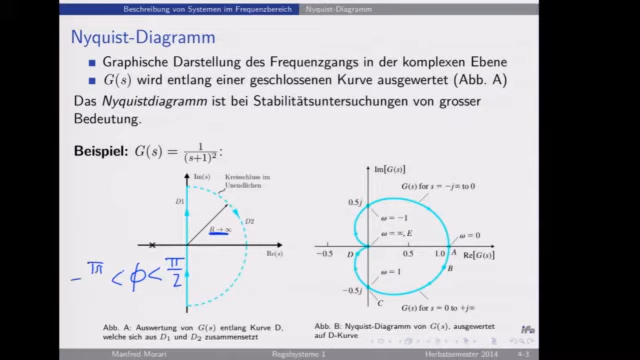 Beschreibung von Systemen im Frequenzbereich Nyquist-Diagramm
Nyquist-Diagramm
Graphische Darstellung des Frequenzgangs in der komplexen Ebene
G(s) wird entlang einer geschlossenen Kurve ausgewertet (Abb. A)
Das Nyquistdiagramm ist bei Stabilitätsuntersuchungen von grosser
Bedeutung.
Beispiel: G(s) = 1/(s+1)²:
Im(s)
Kreisschluss im
Unendlichen
D1
D2
R → ∞
Re(s)
-π < φ < π/2
Im[G(s)]
G(s) for s = −j∞ to 0
0.5j
ω = −1
ω = ∞, E
ω = 0
−0.5
D
0.5
1.0
A
Re[G(s)]
B
ω = 1
−0.5j
C
G(s) for s = 0 to +j∞
Abb. A: Auswertung von G(s) entlang Kurve D,
welche sich aus D1 und D2 zusammensetzt
Abb. B: Nyquist-Diagramm von G(s), ausgewertet
auf D-Kurve
Manfred Morari Regelsysteme 1 Herbstsemester 2014 4-3